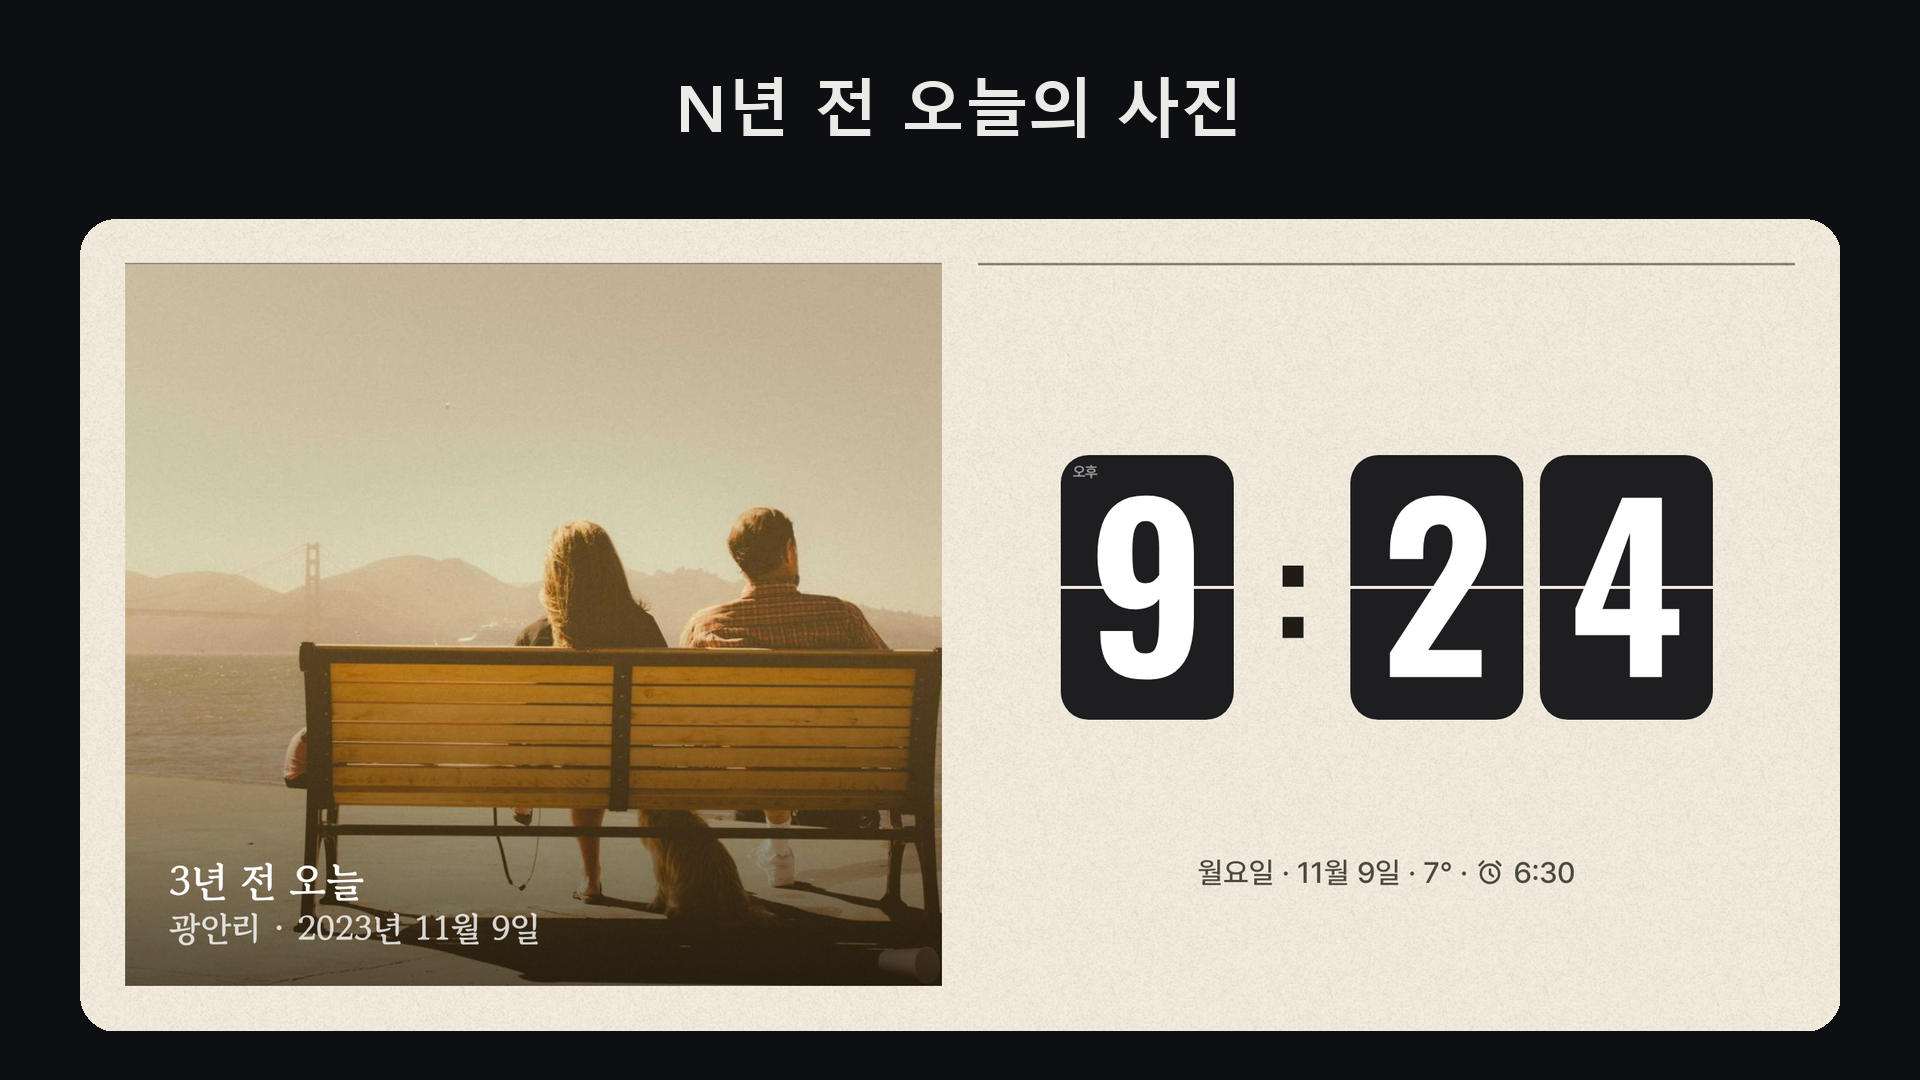 N년 전 오늘의 사진
3년 전 오늘
광안리 · 2023년 11월 9일
오후
9:24
월요일 · 11월 9일 · 7° · 6:30